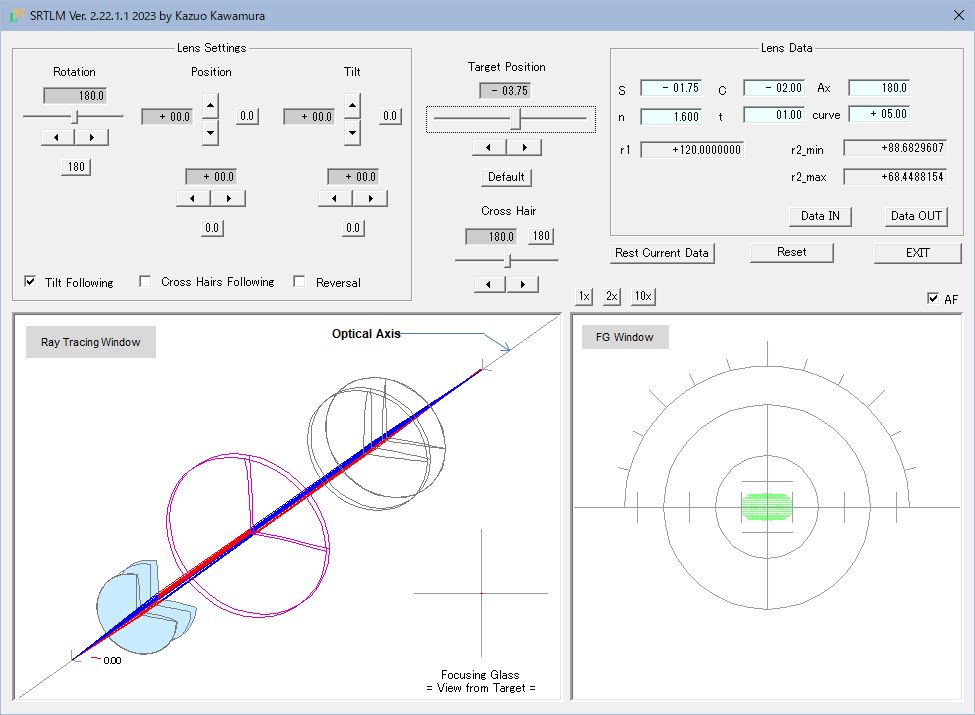 SRTLM Ver. 2.22.1.1 2023 by Kazuo Kawamura
Lens Settings
Rotation
180.0
180
Position
+ 00.0
0.0
+ 00.0
0.0
Tilt
+ 00.0
0.0
+ 00.0
0.0
Tilt Following
Cross Hairs Following
Reversal
Target Position
- 03.75
Default
Cross Hair
180.0 180
Lens Data
S - 01.75 C - 02.00 Ax 180.0
n 1.600 t 01.00 curve + 05.00
r1 +120.0000000 r2_min +88.6829607
r2_max +68.4488154
Data IN Data OUT
Rest Current Data Reset EXIT
1x 2x 10x
AF
Ray Tracing Window
Optical Axis
0.00
Focusing Glass
= View from Target =
FG Window